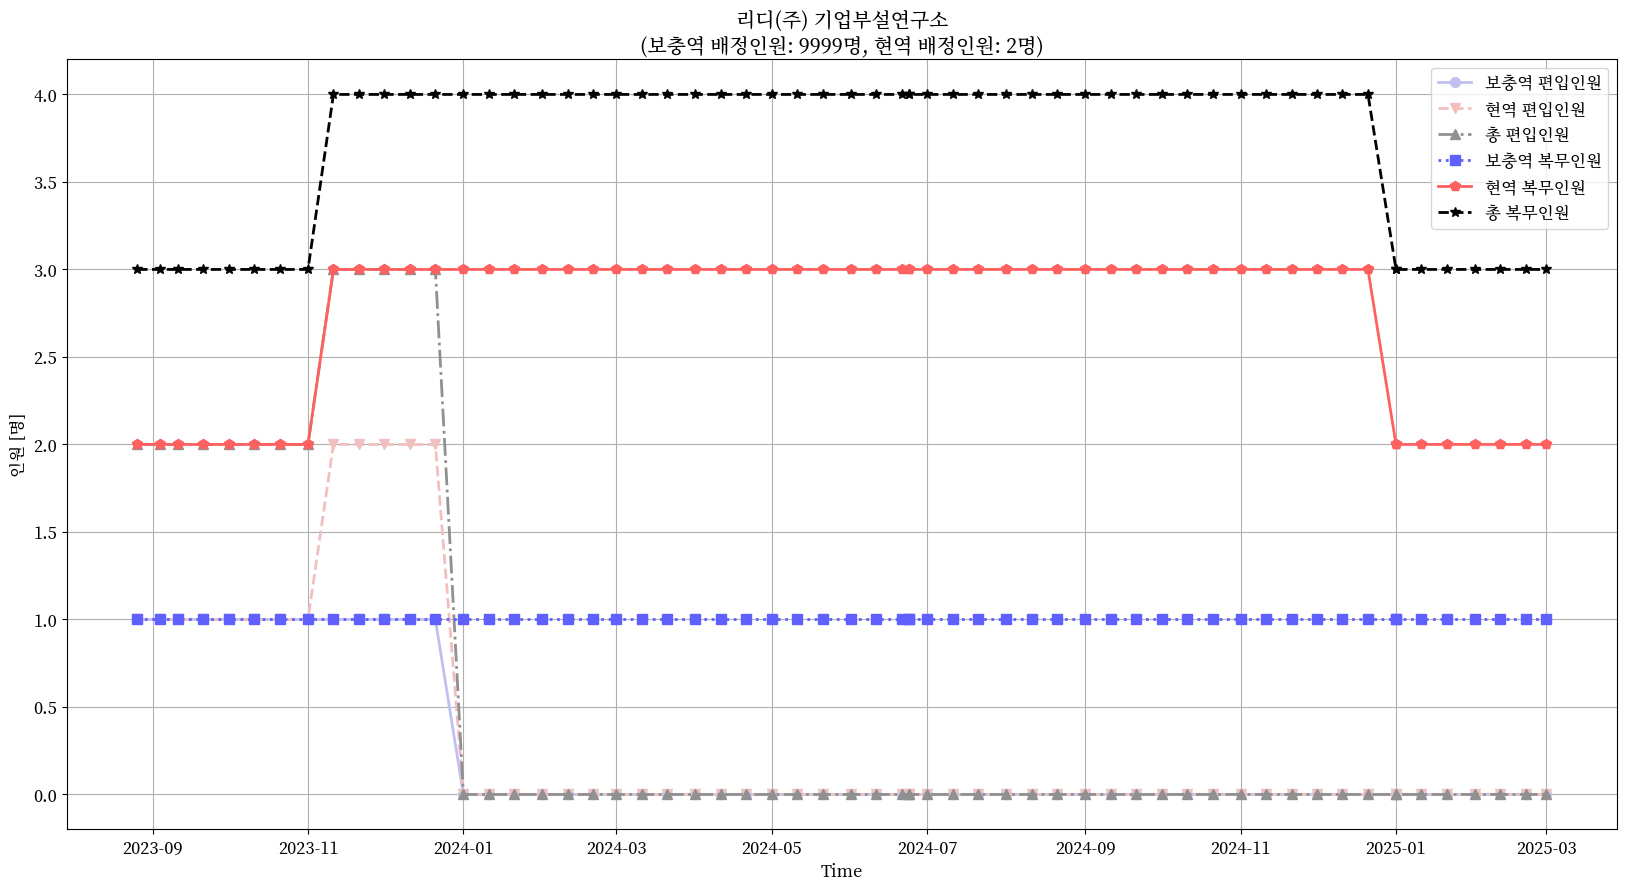 리디(주) 기업부설연구소
(보충역 배정인원: 9999명, 현역 배정인원: 2명)
보충역 편입인원
현역 편입인원
총 편입인원
보충역 복무인원
현역 복무인원
총 복무인원
인원 [명]
4.0
3.5
3.0
2.5
2.0
1.5
1.0
0.5
0.0
2023-09 2023-11 2024-01 2024-03 2024-05 2024-07 2024-09 2024-11 2025-01 2025-03
Time